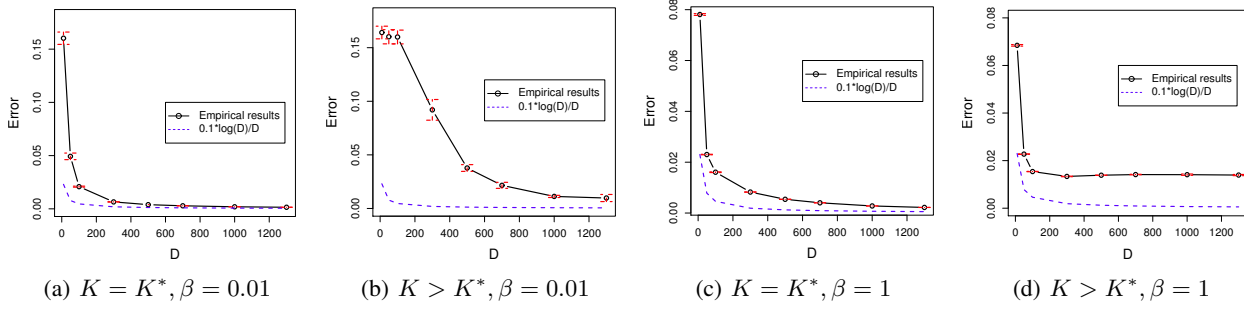 0.15
0.10
0.05
0.00
Error
Empirical results
0.1*log(D)/D
0 200 400 600 800 1000 1200
D
(a) K = K*, β = 0.01
0.15
0.10
0.05
0.00
Error
Empirical results
0.1*log(D)/D
0 200 400 600 800 1000 1200
D
(b) K > K*, β = 0.01
0.08
0.06
0.04
0.02
0.00
Error
Empirical results
0.1*log(D)/D
0 200 400 600 800 1000 1200
D
(c) K = K*, β = 1
0.08
0.06
0.04
0.02
0.00
Error
Empirical results
0.1*log(D)/D
0 200 400 600 800 1000 1200
D
(d) K > K*, β = 1